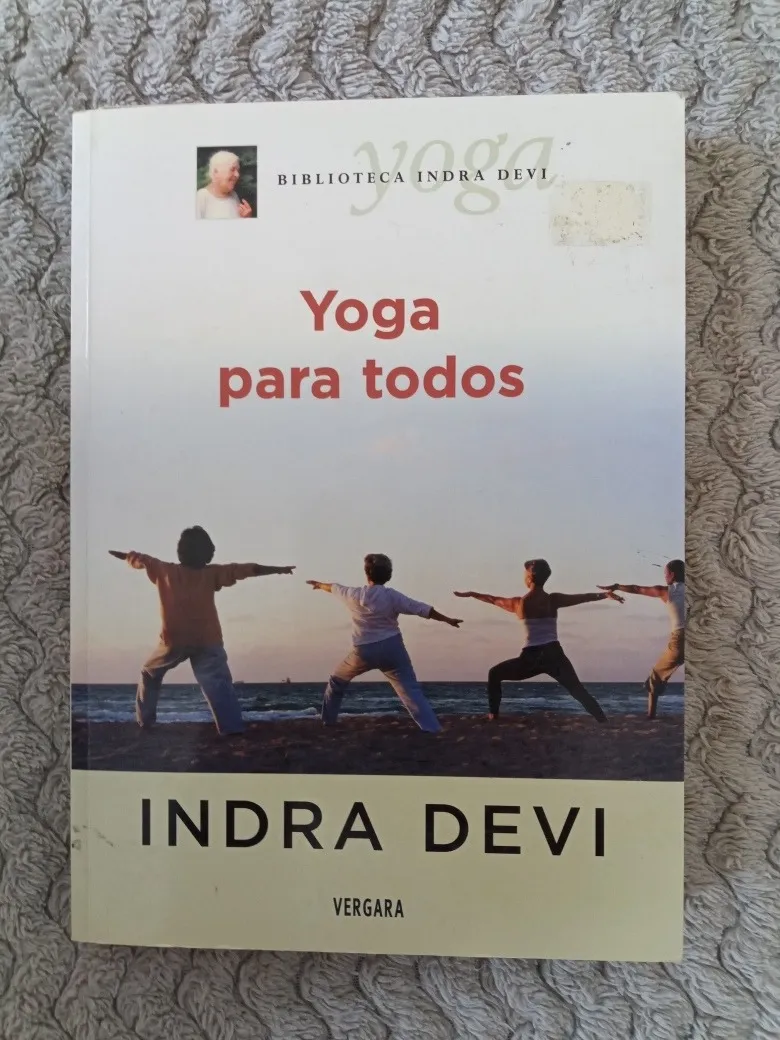 yoga
BIBLIOTECA INDRA DEVI
Yoga
para todos
INDRA DEVI
VERGARA